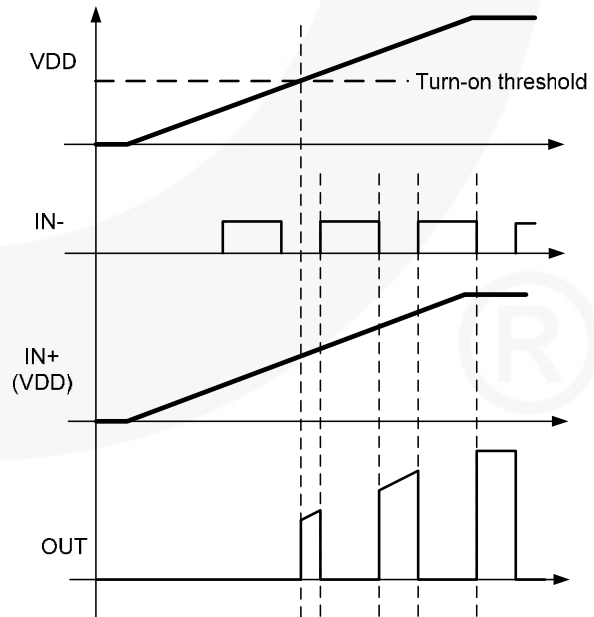 VDD
Turn-on threshold
IN-
IN+
(VDD)
®
OUT